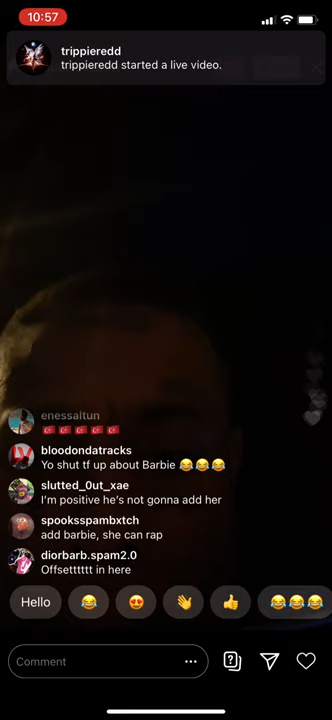 10:57
trippieredd
trippieredd started a live video.
enessaltun
🇹🇷🇹🇷🇹🇷🇹🇷🇹🇷
bloodondatracks
Yo shut tf up about Barbie 😂😂😂
slutted_0ut_xae
I'm positive he's not gonna add her
spooksspambxtch
add barbie, she can rap
diorbarb.spam2.0
Offsetttttt in here
Hello 😂 😍 👋 👍 😂😂😂
Comment